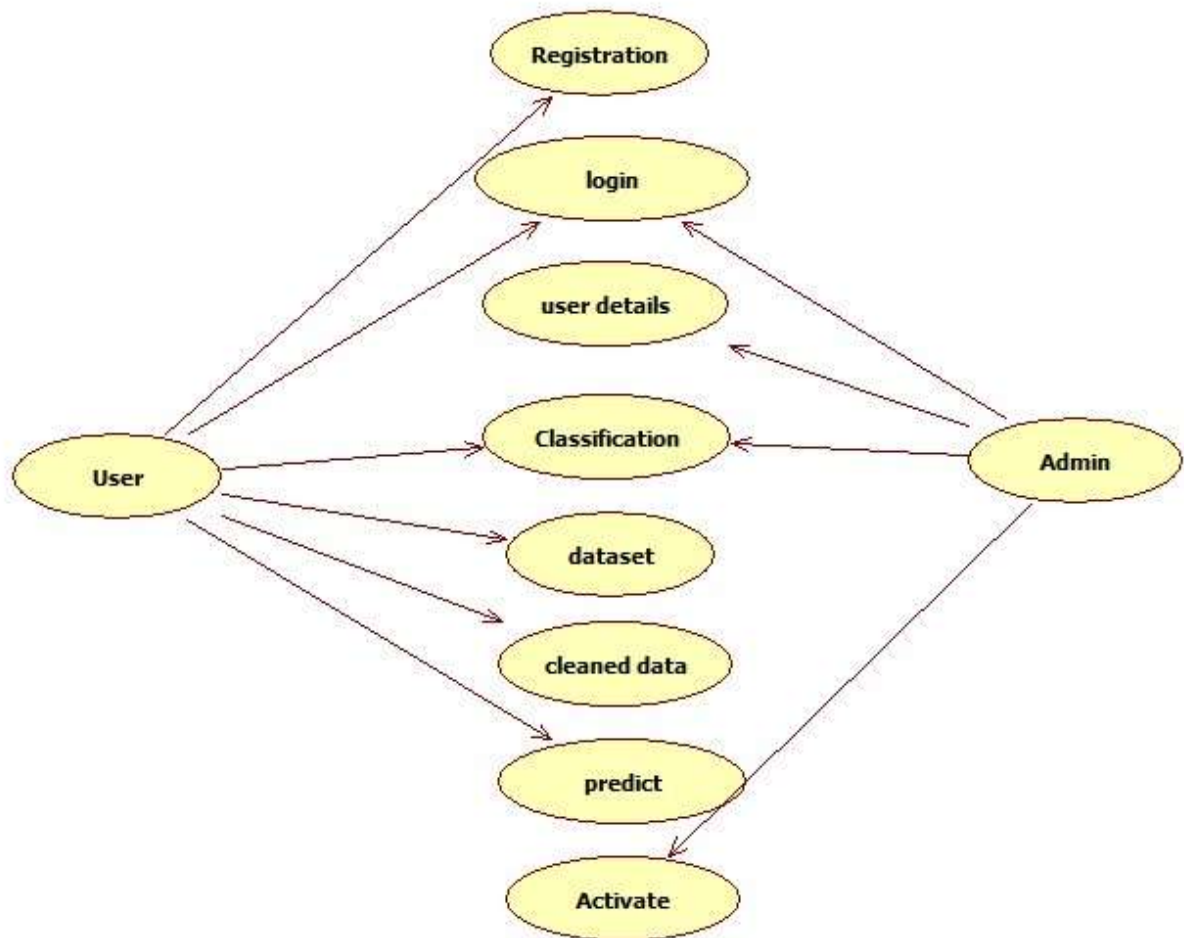 Registration
login
user details
Classification
User
Admin
dataset
cleaned data
predict
Activate